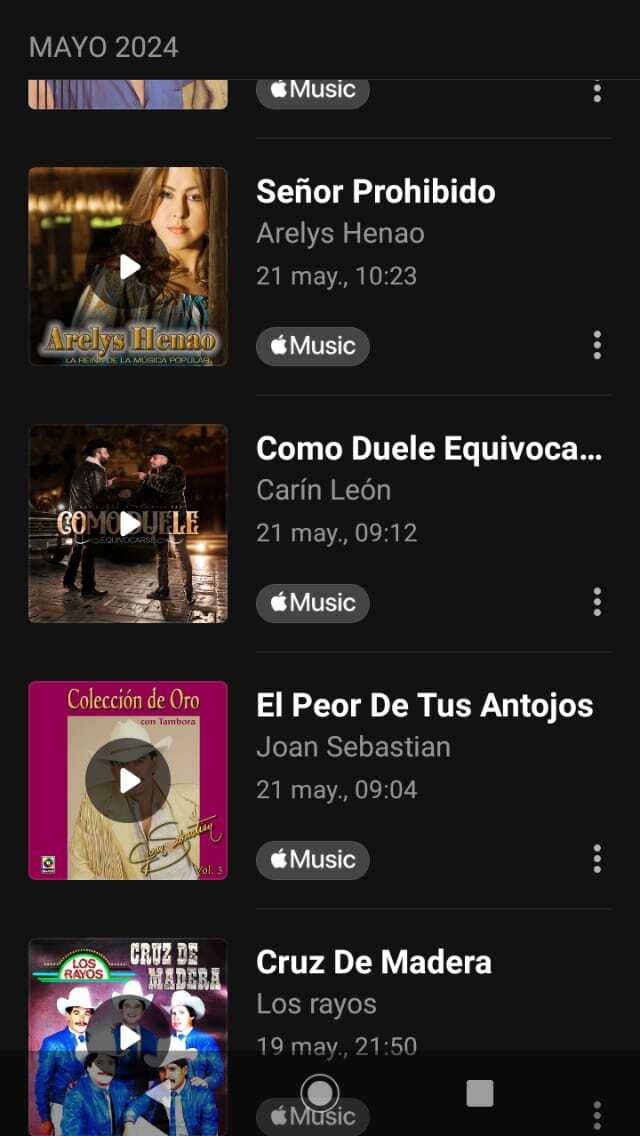 MAYO 2024
Music
Señor Prohibido
Arelys Henao
21 may., 10:23
Arelys Henao
LA REINA DE LA MÚSICA POPULAR
Music
Como Duele Equivoca...
Carín León
21 may., 09:12
COMO DUELE
EQUIVOCARSE
Music
Colección de Oro
con Tambora
El Peor De Tus Antojos
Joan Sebastian
21 may., 09:04
Joan Sebastian
Vol. 3
Music
LOS RAYOS
CRUZ DE MADERA
Cruz De Madera
Los rayos
19 may., 21:50
Music